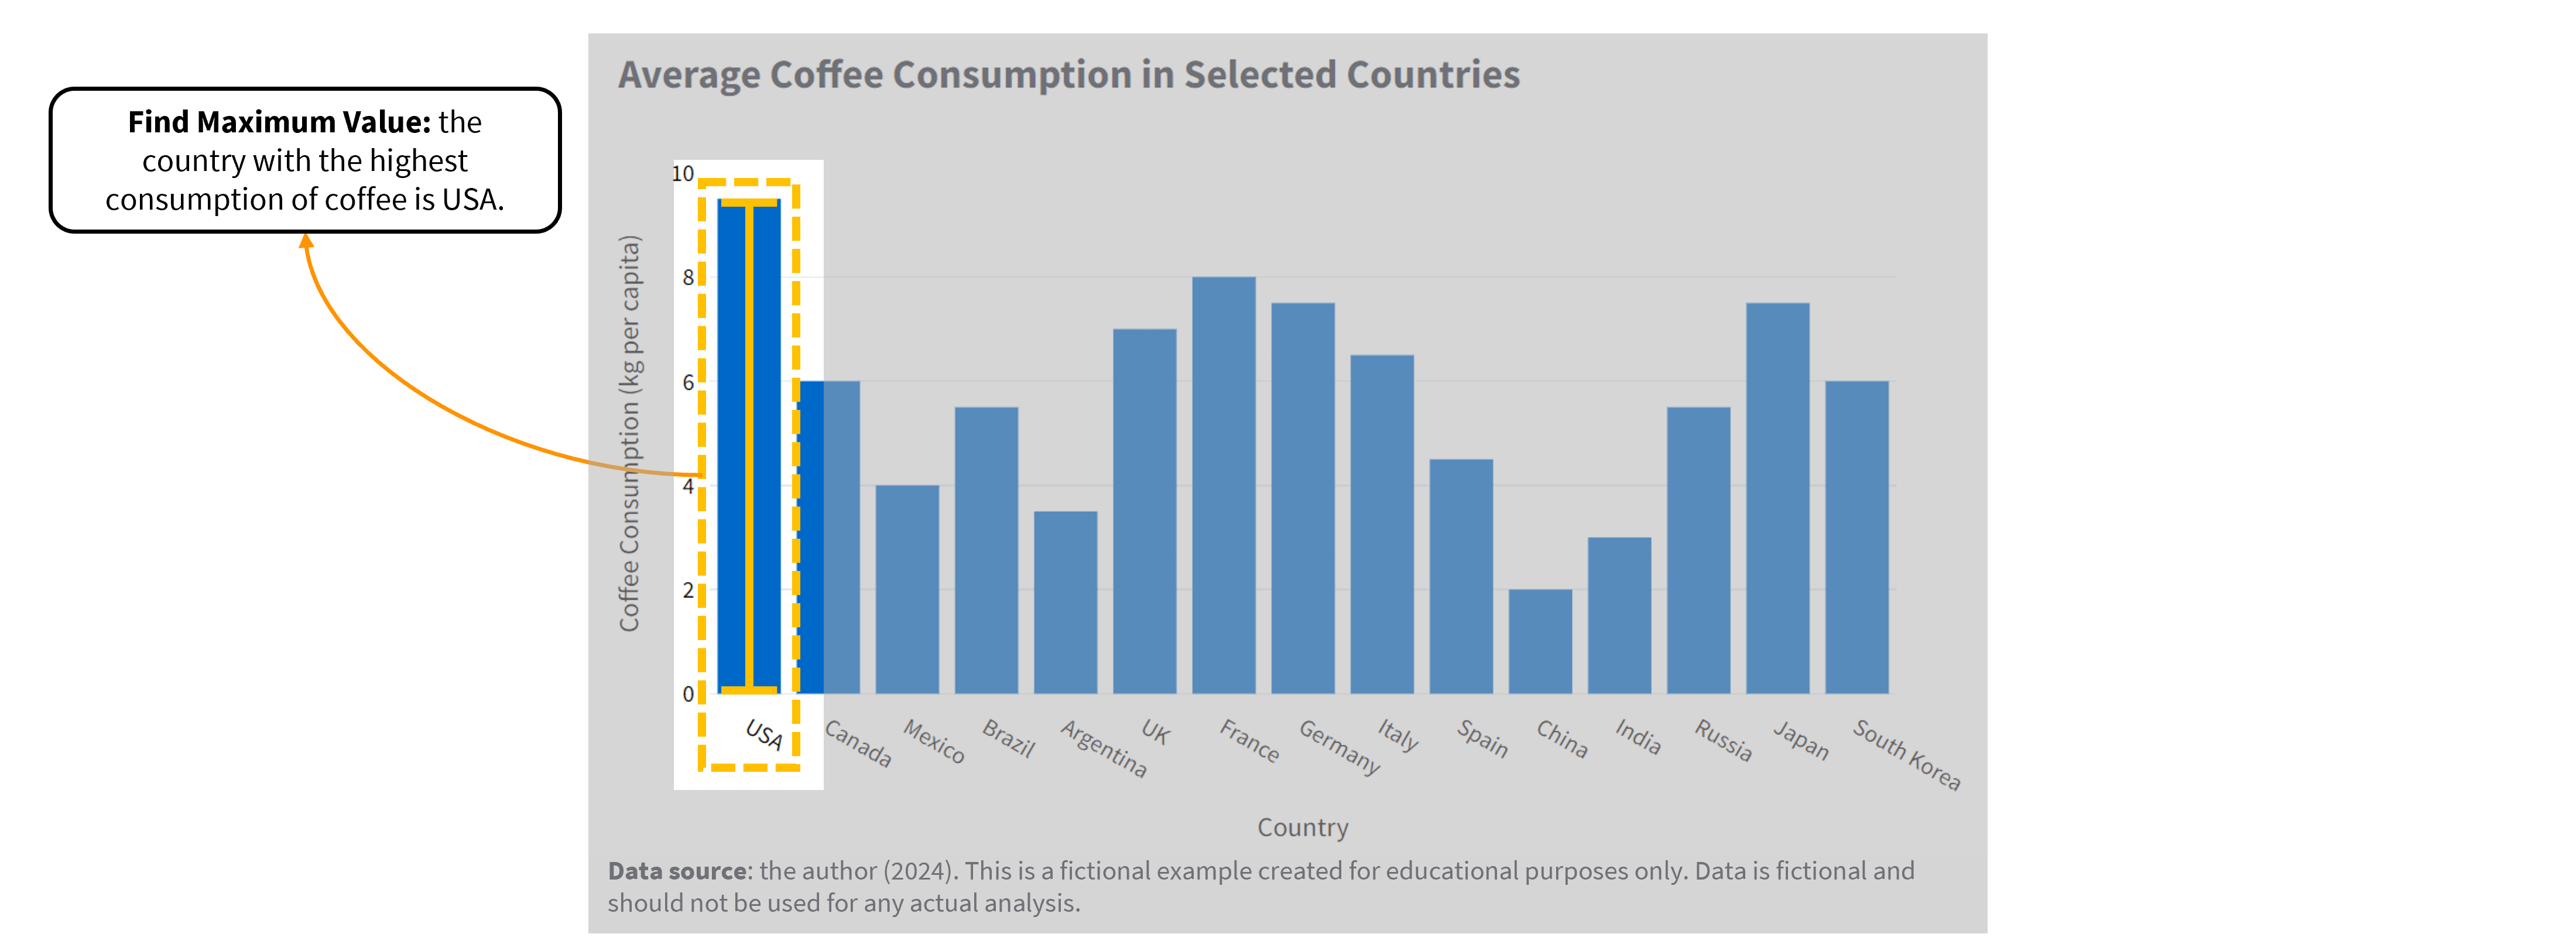 Average Coffee Consumption in Selected Countries
Find Maximum Value: the
country with the highest
consumption of coffee is USA.
Coffee Consumption (kg per capita)
10
8
6
4
2
0
USA
Canada
Mexico
Brazil
Argentina
UK
France
Germany
Italy
Spain
China
India
Russia
Japan
South Korea
Country
Data source: the author (2024). This is a fictional example created for educational purposes only. Data is fictional and
should not be used for any actual analysis.